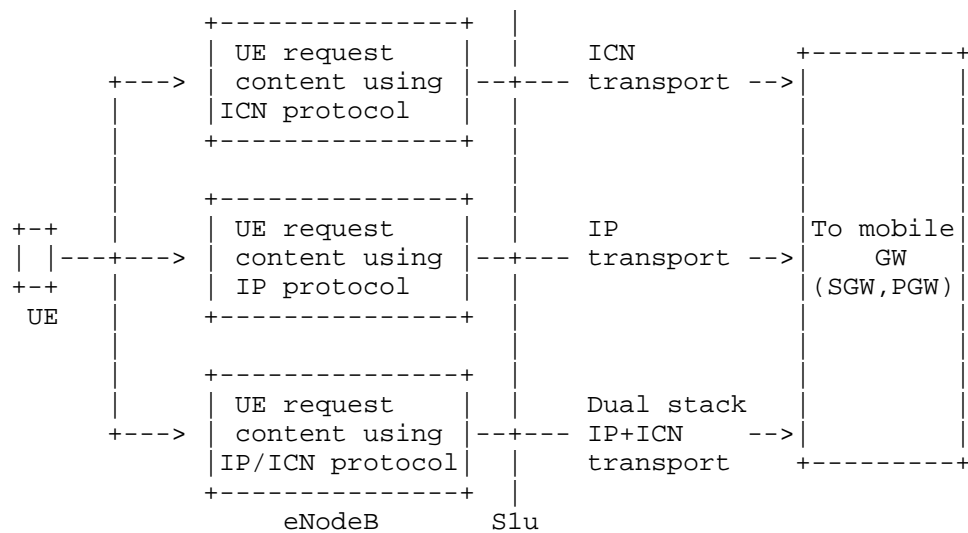 UE request
content using
ICN protocol
ICN
transport
UE request
content using
IP protocol
IP
transport
To mobile
GW
(SGW,PGW)
UE
UE request
content using
IP/ICN protocol
Dual stack
IP+ICN
transport
eNodeB
S1u